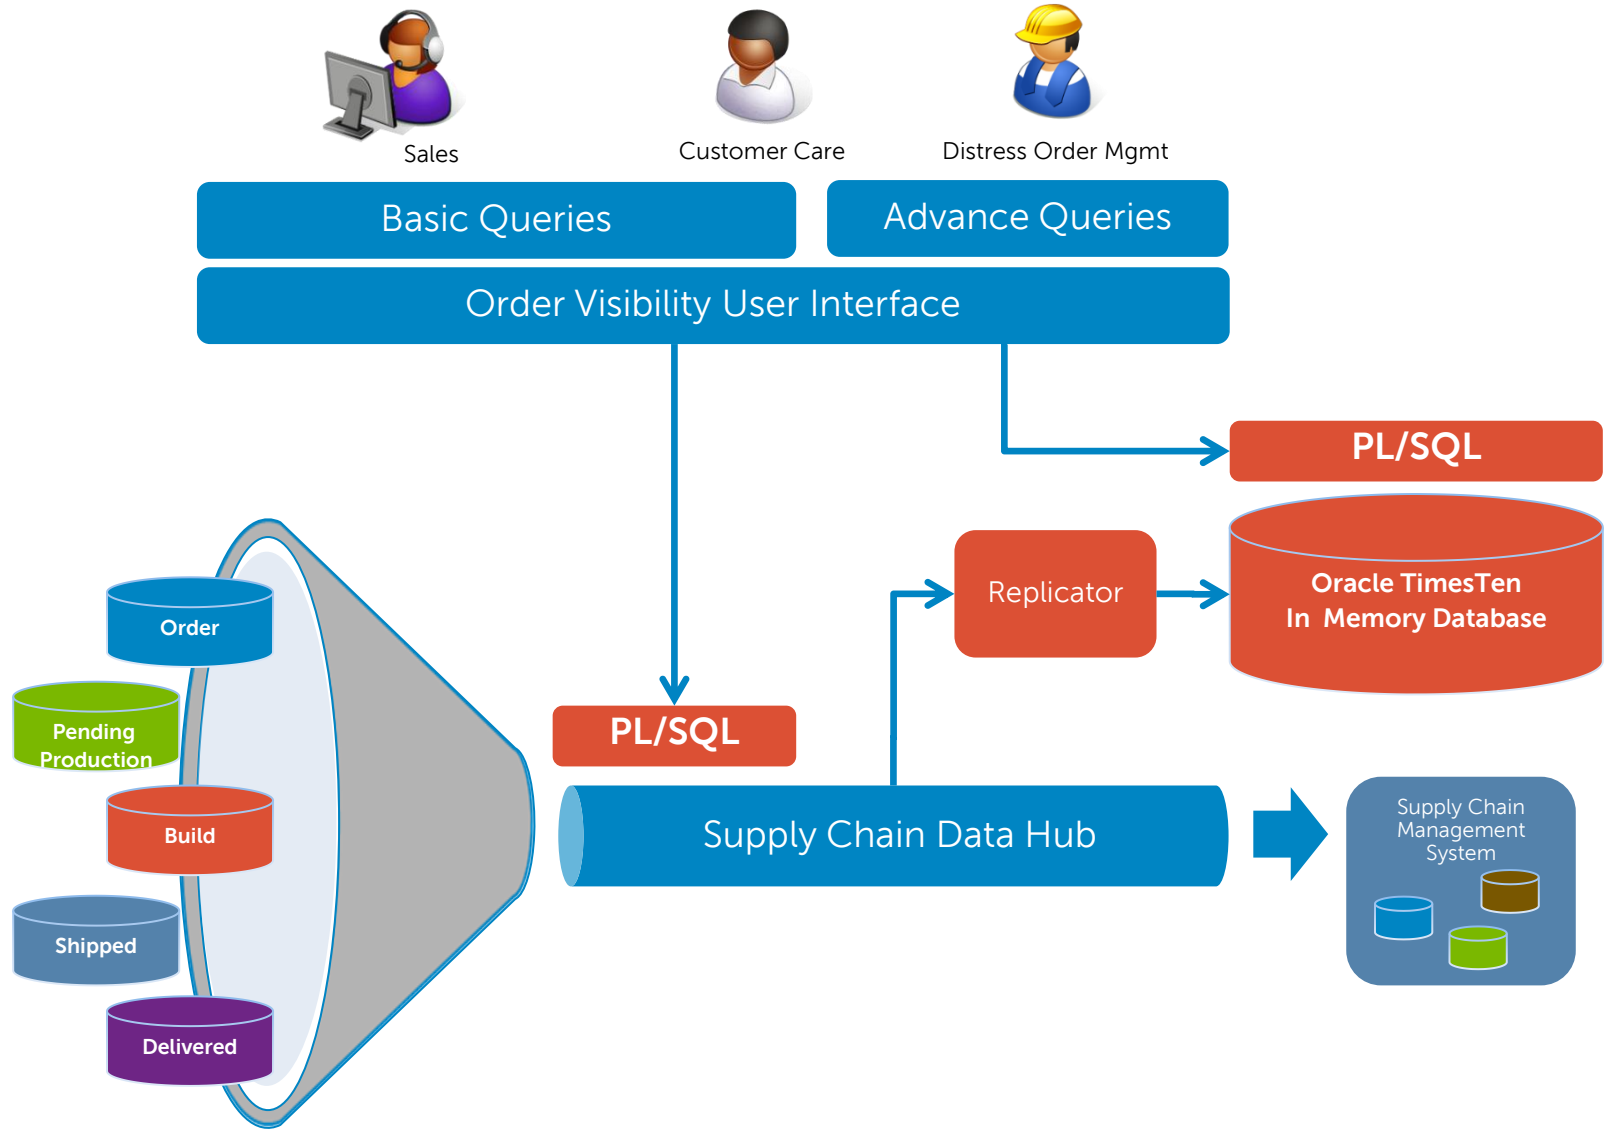 Sales
Customer Care
Distress Order Mgmt
Basic Queries
Advance Queries
Order Visibility User Interface
PL/SQL
Oracle TimesTen
In Memory Database
Replicator
Order
Pending
Production
Build
Shipped
Delivered
PL/SQL
Supply Chain Data Hub
Supply Chain
Management
System